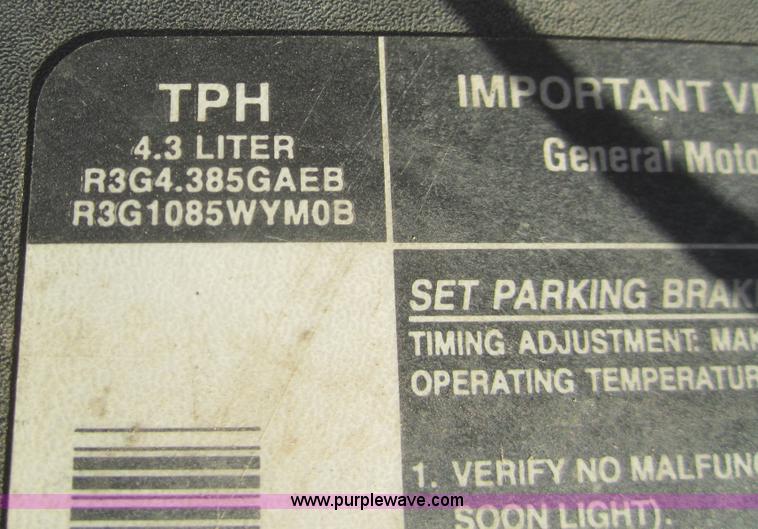 TPH
4.3 LITER
R3G4.385GAEB
R3G1085WYM0B
IMPORTANT
General
SET PARKING
TIMING ADJUSTMENT:
OPERATING
1. VERIFY NO
SOON LIGHT).
www.purplewave.com